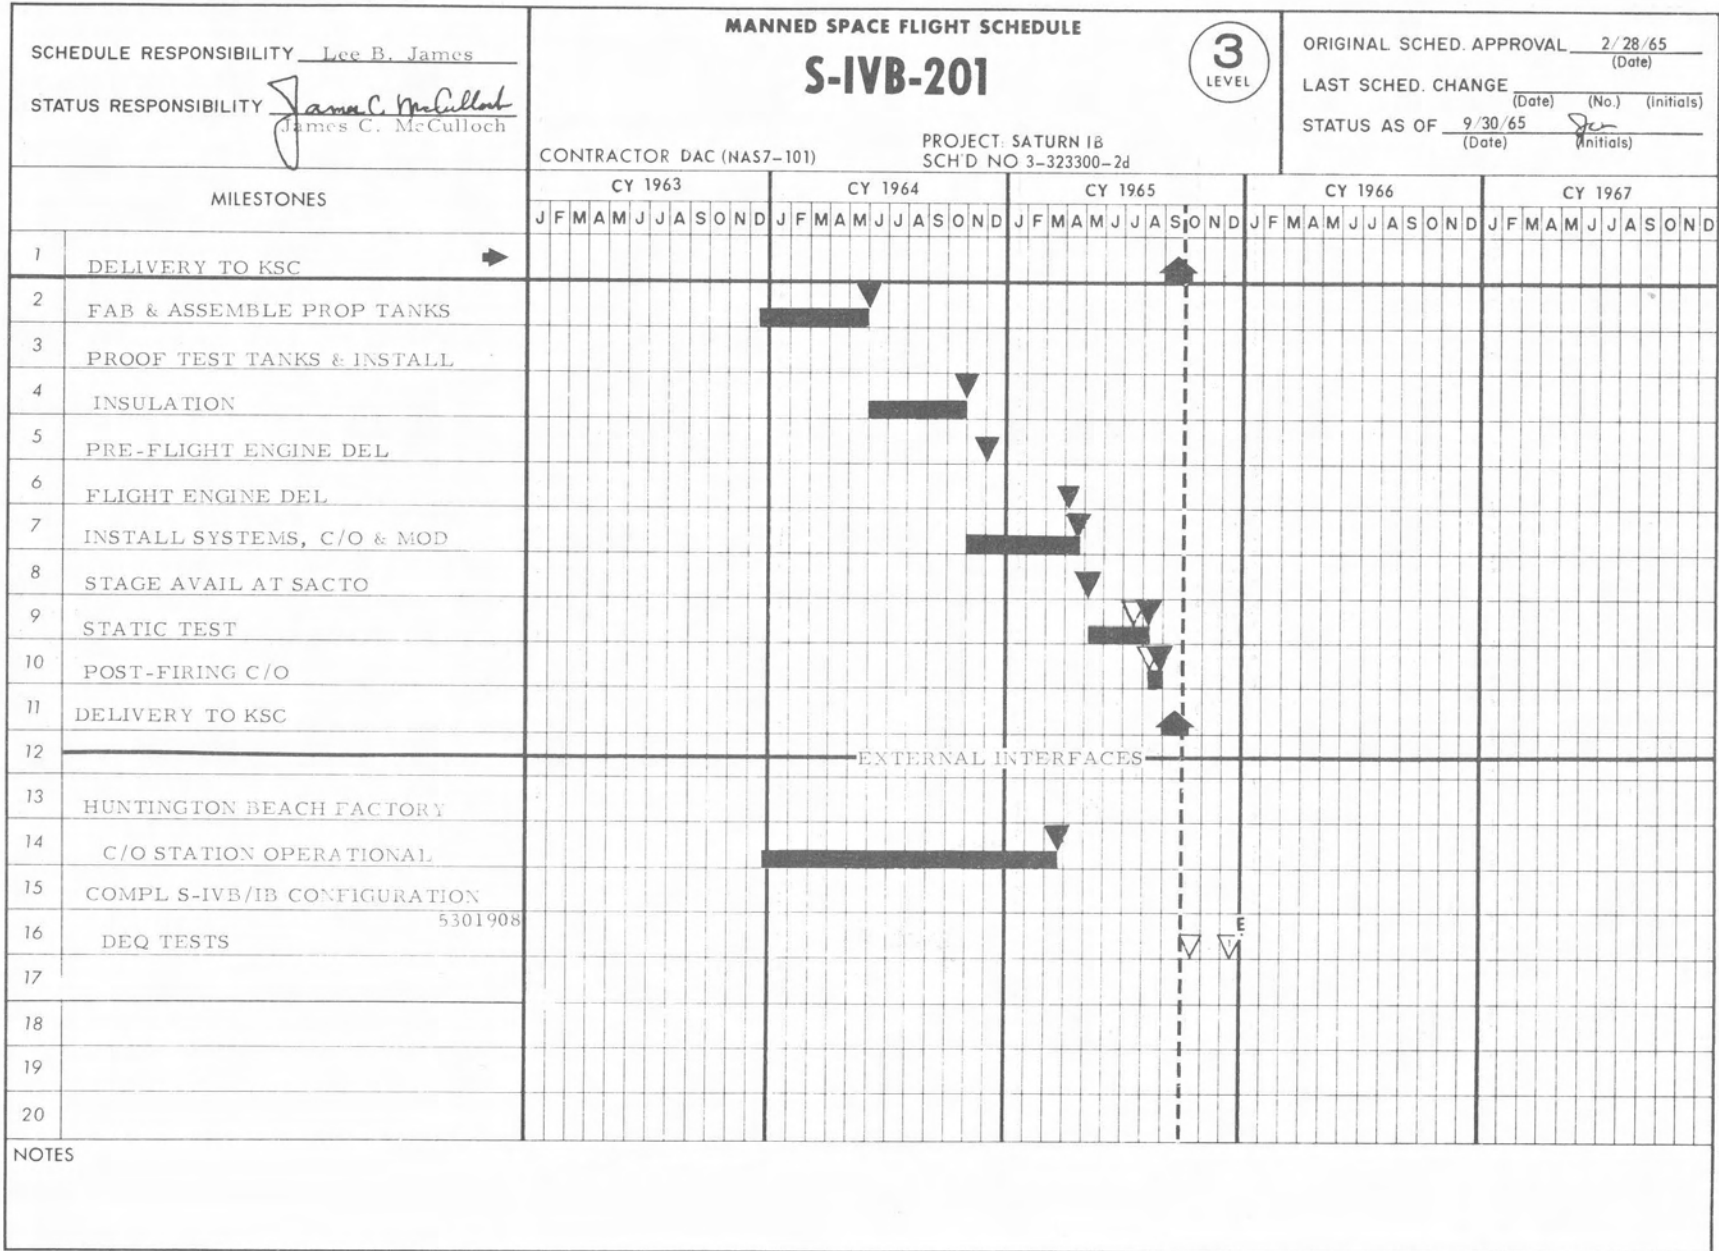 SCHEDULE RESPONSIBILITY Lee B. James
STATUS RESPONSIBILITY James C. McCulloch
James C. McCulloch
MANNED SPACE FLIGHT SCHEDULE
S-IVB-201
3
LEVEL
CONTRACTOR DAC (NAS7-101)
PROJECT: SATURN IB
SCH'D NO 3-323300-2d
ORIGINAL SCHED. APPROVAL 2/28/65
(Date)
LAST SCHED. CHANGE
(Date) (No.) (Initials)
STATUS AS OF 9/30/65
(Date) (Initials)
MILESTONES
CY 1963 CY 1964 CY 1965 CY 1966 CY 1967
J F M A M J J A S O N D J F M A M J J A S O N D J F M A M J J A S O N D J F M A M J J A S O N D J F M A M J J A S O N D
1 DELIVERY TO KSC
2 FAB & ASSEMBLE PROP TANKS
3 PROOF TEST TANKS & INSTALL
4 INSULATION
5 PRE-FLIGHT ENGINE DEL
6 FLIGHT ENGINE DEL
7 INSTALL SYSTEMS, C/O & MOD
8 STAGE AVAIL AT SACTO
9 STATIC TEST
10 POST-FIRING C/O
11 DELIVERY TO KSC
12 EXTERNAL INTERFACES
13 HUNTINGTON BEACH FACTORY
14 C/O STATION OPERATIONAL
15 COMPL S-IVB/IB CONFIGURATION
5301908
16 DEQ TESTS E
17
18
19
20
NOTES